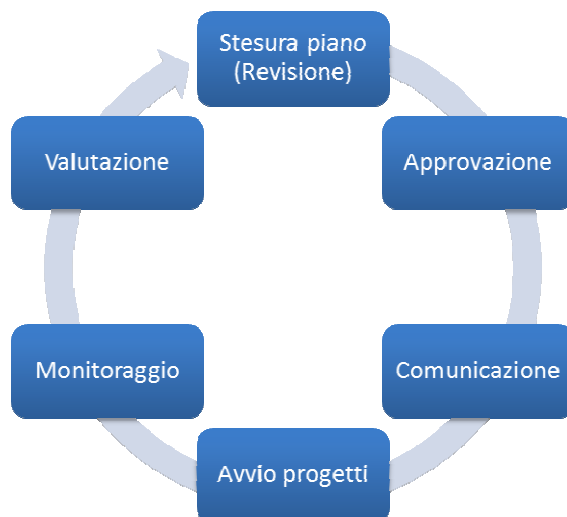 Stesura piano
(Revisione)
Approvazione
Comunicazione
Avvio progetti
Monitoraggio
Valutazione